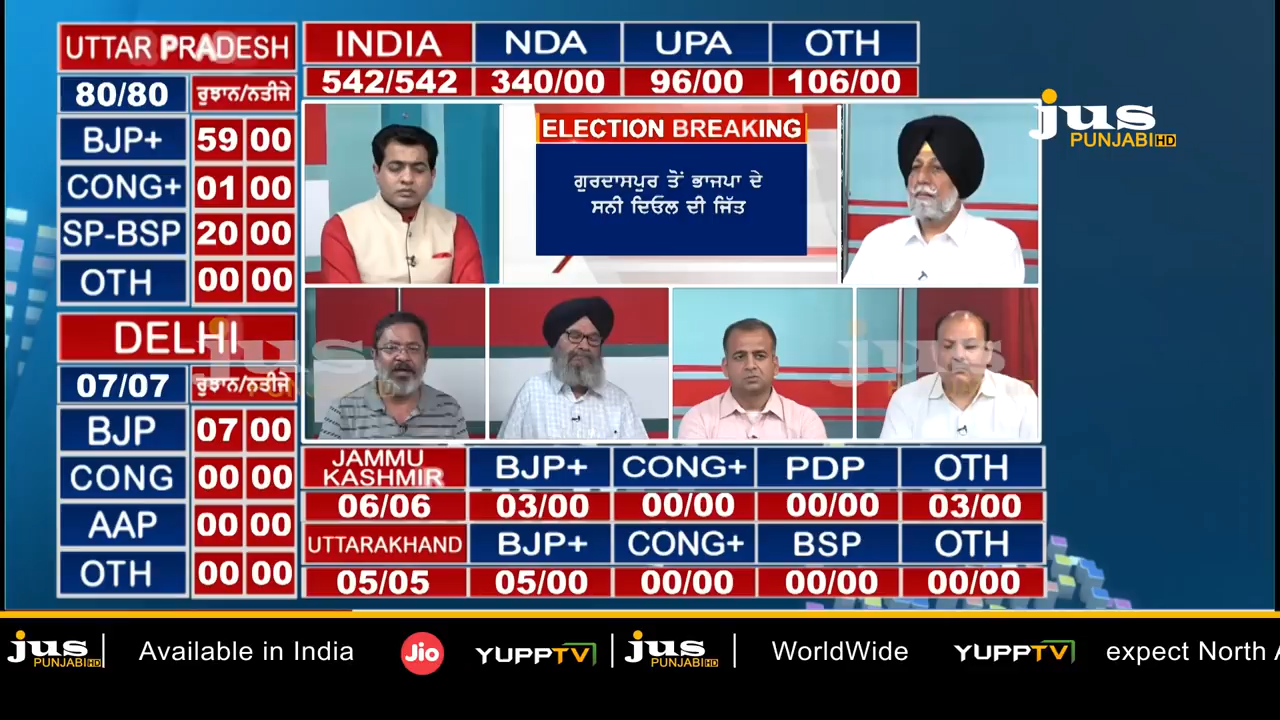 UTTAR PRADESH
80/80 ਰੁਝਾਨ/ਨਤੀਜੇ
BJP+ 59 00
CONG+ 01 00
SP-BSP 20 00
OTH 00 00
DELHI
07/07 ਰੁਝਾਨ/ਨਤੀਜੇ
BJP 07 00
CONG 00 00
AAP 00 00
OTH 00 00
INDIA NDA UPA OTH
542/542 340/00 96/00 106/00
ELECTION BREAKING
ਗੁਰਦਾਸਪੁਰ ਤੋਂ ਭਾਜਪਾ ਦੇ
ਸਨੀ ਦਿਓਲ ਦੀ ਜਿੱਤ
jus
PUNJABI HD
jus
jus
JAMMU KASHMIR BJP+ CONG+ PDP OTH
06/06 03/00 00/00 00/00 03/00
UTTARAKHAND BJP+ CONG+ BSP OTH
05/05 05/00 00/00 00/00 00/00
jus PUNJABI HD Available in India Jio YUPPTV jus PUNJABI HD WorldWide YUPPTV expect North A